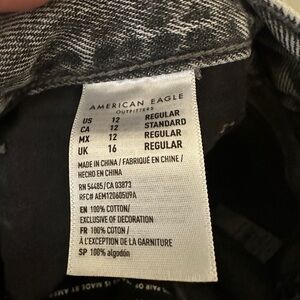 AMERICAN EAGLE
OUTFITTERS
US 12 REGULAR
CA 12 STANDARD
MX 12 REGULAR
UK 16 REGULAR
MADE IN CHINA / FABRIQUÉ EN CHINE /
HECHO EN CHINA
RN 54485/CA 03873
RFC# AEM120605U9A
EN 100% COTTON/
EXCLUSIVE OF DECORATION
FR 100% COTON /
À L'EXCEPTION DE LA GARNITURE
SP 100% algodón